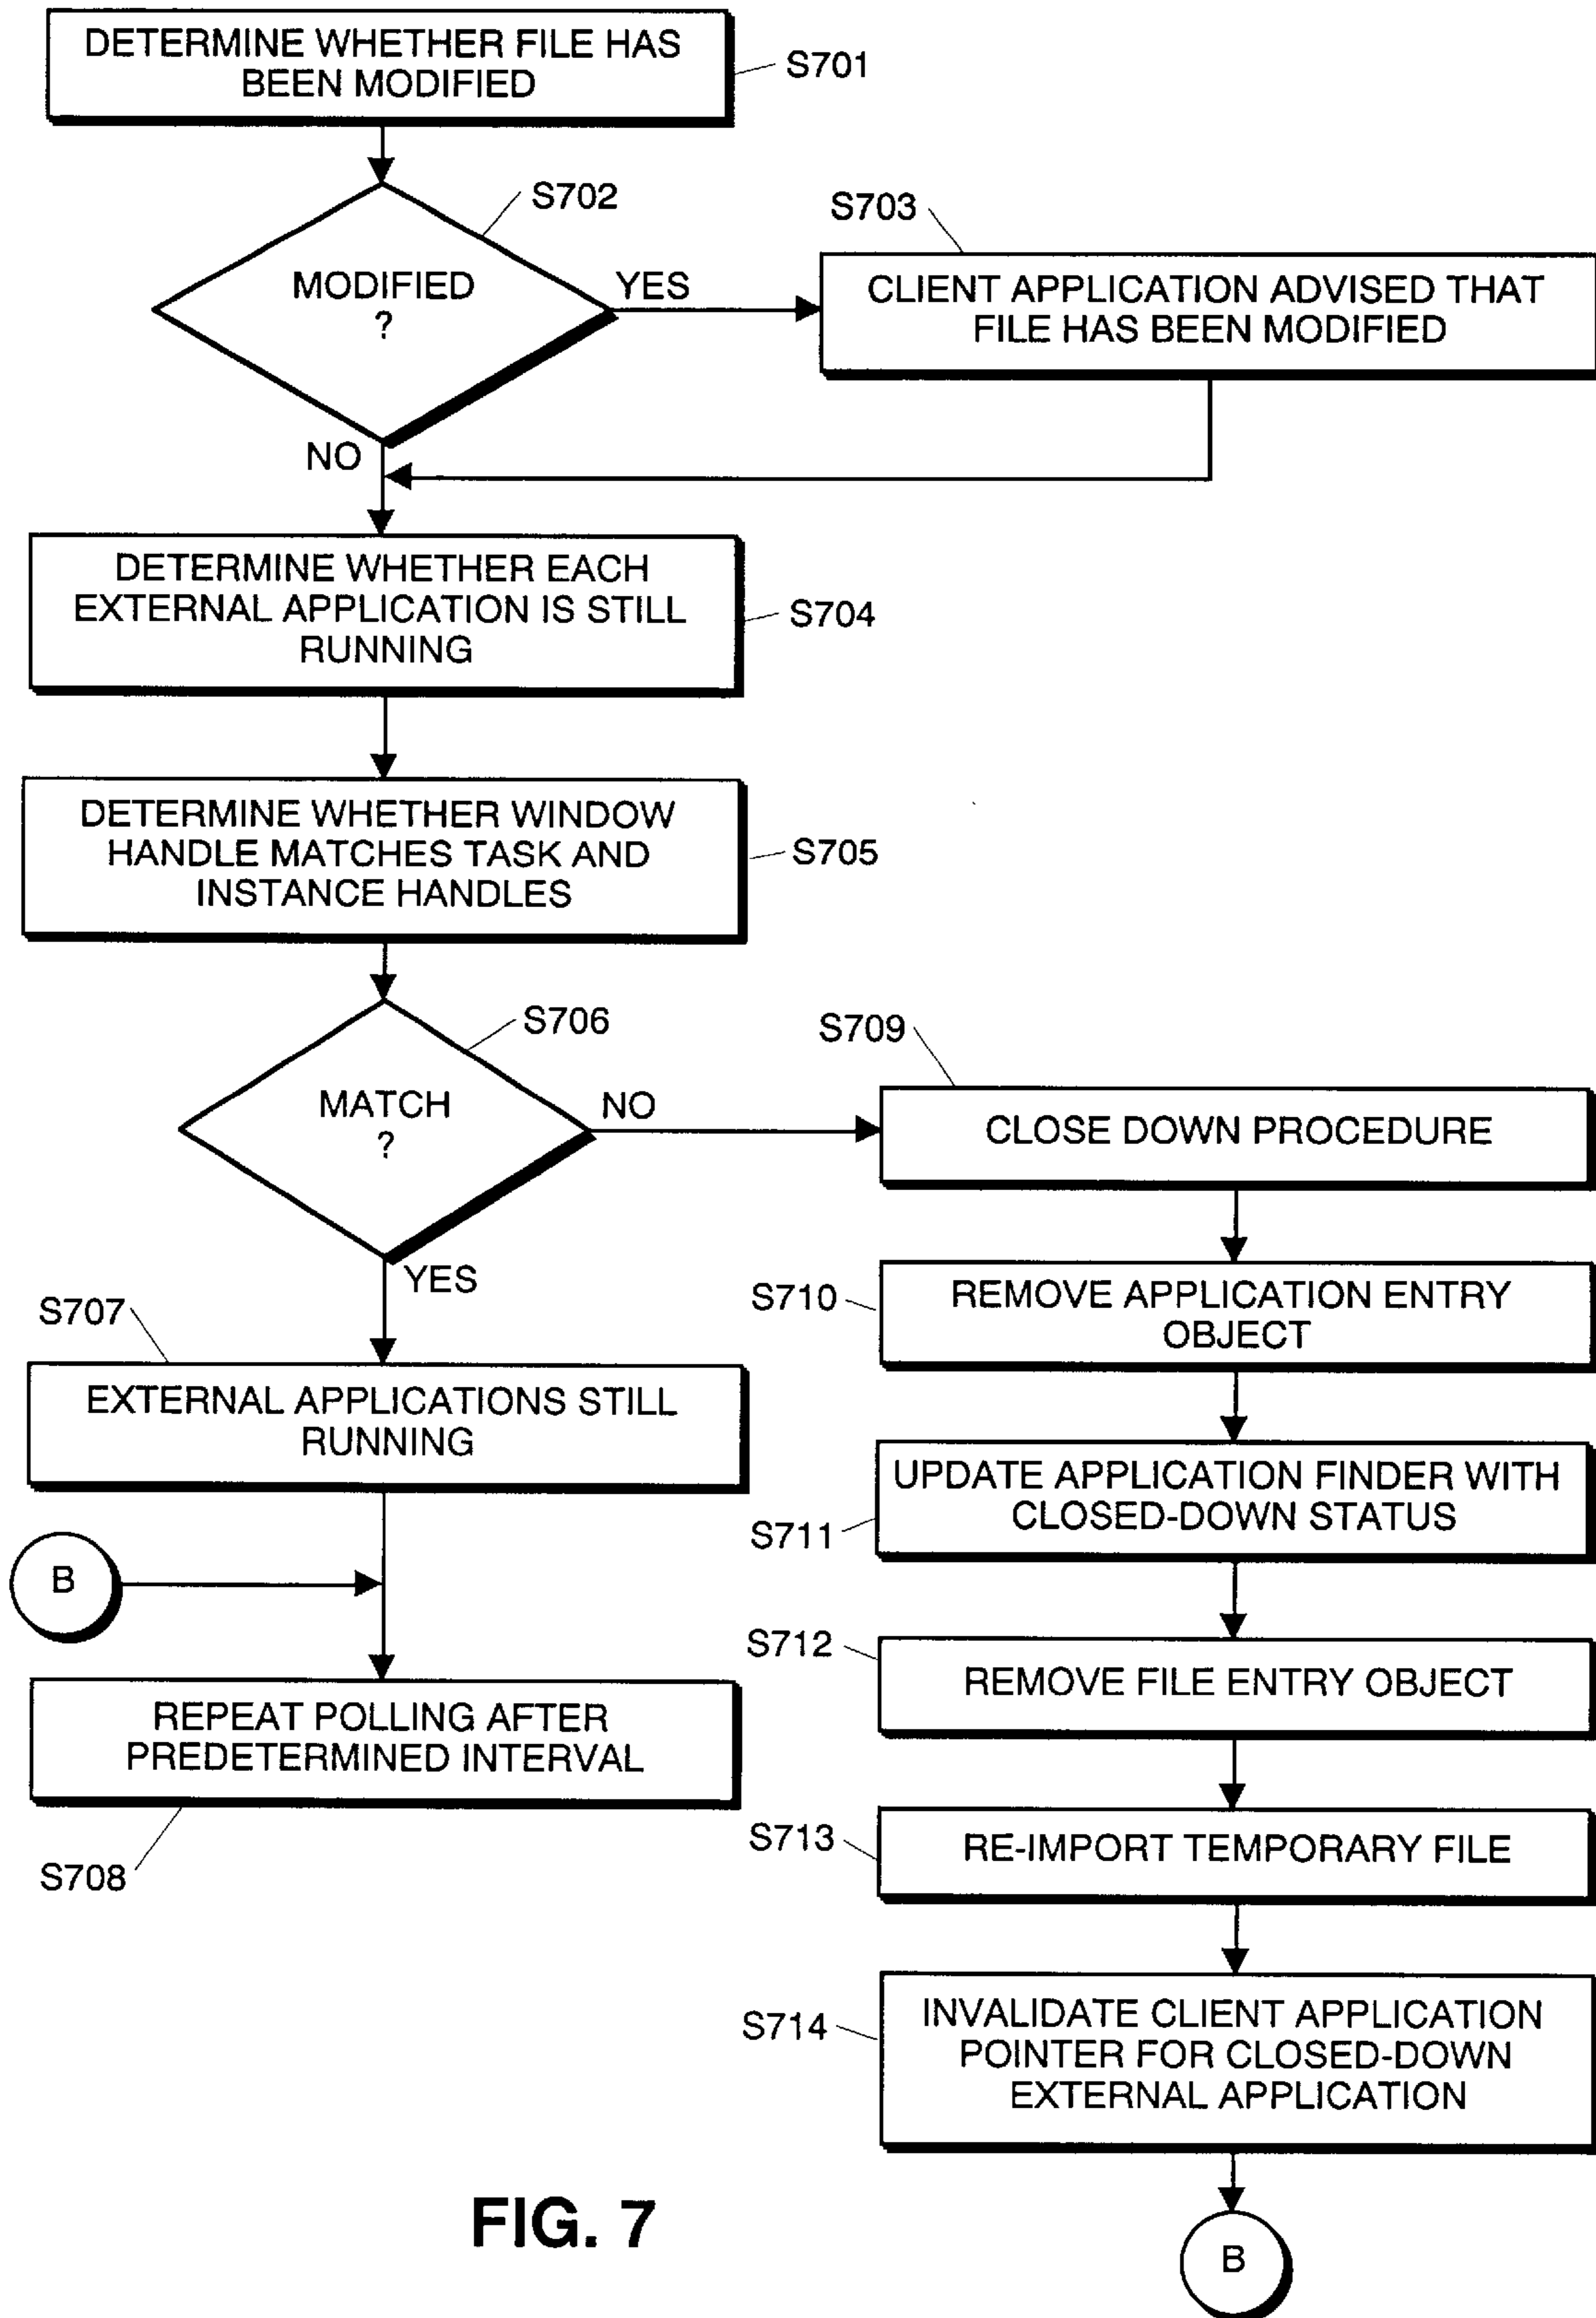 DETERMINE WHETHER FILE HAS
BEEN MODIFIED
S701
S702
MODIFIED
?
YES
NO
S703
CLIENT APPLICATION ADVISED THAT
FILE HAS BEEN MODIFIED
DETERMINE WHETHER EACH
EXTERNAL APPLICATION IS STILL
RUNNING
S704
DETERMINE WHETHER WINDOW
HANDLE MATCHES TASK AND
INSTANCE HANDLES
S705
S706
MATCH
?
NO
YES
S707
EXTERNAL APPLICATIONS STILL
RUNNING
B
REPEAT POLLING AFTER
PREDETERMINED INTERVAL
S708
S709
CLOSE DOWN PROCEDURE
S710
REMOVE APPLICATION ENTRY
OBJECT
UPDATE APPLICATION FINDER WITH
CLOSED-DOWN STATUS
S711
S712
REMOVE FILE ENTRY OBJECT
S713
RE-IMPORT TEMPORARY FILE
S714
INVALIDATE CLIENT APPLICATION
POINTER FOR CLOSED-DOWN
EXTERNAL APPLICATION
B
FIG. 7